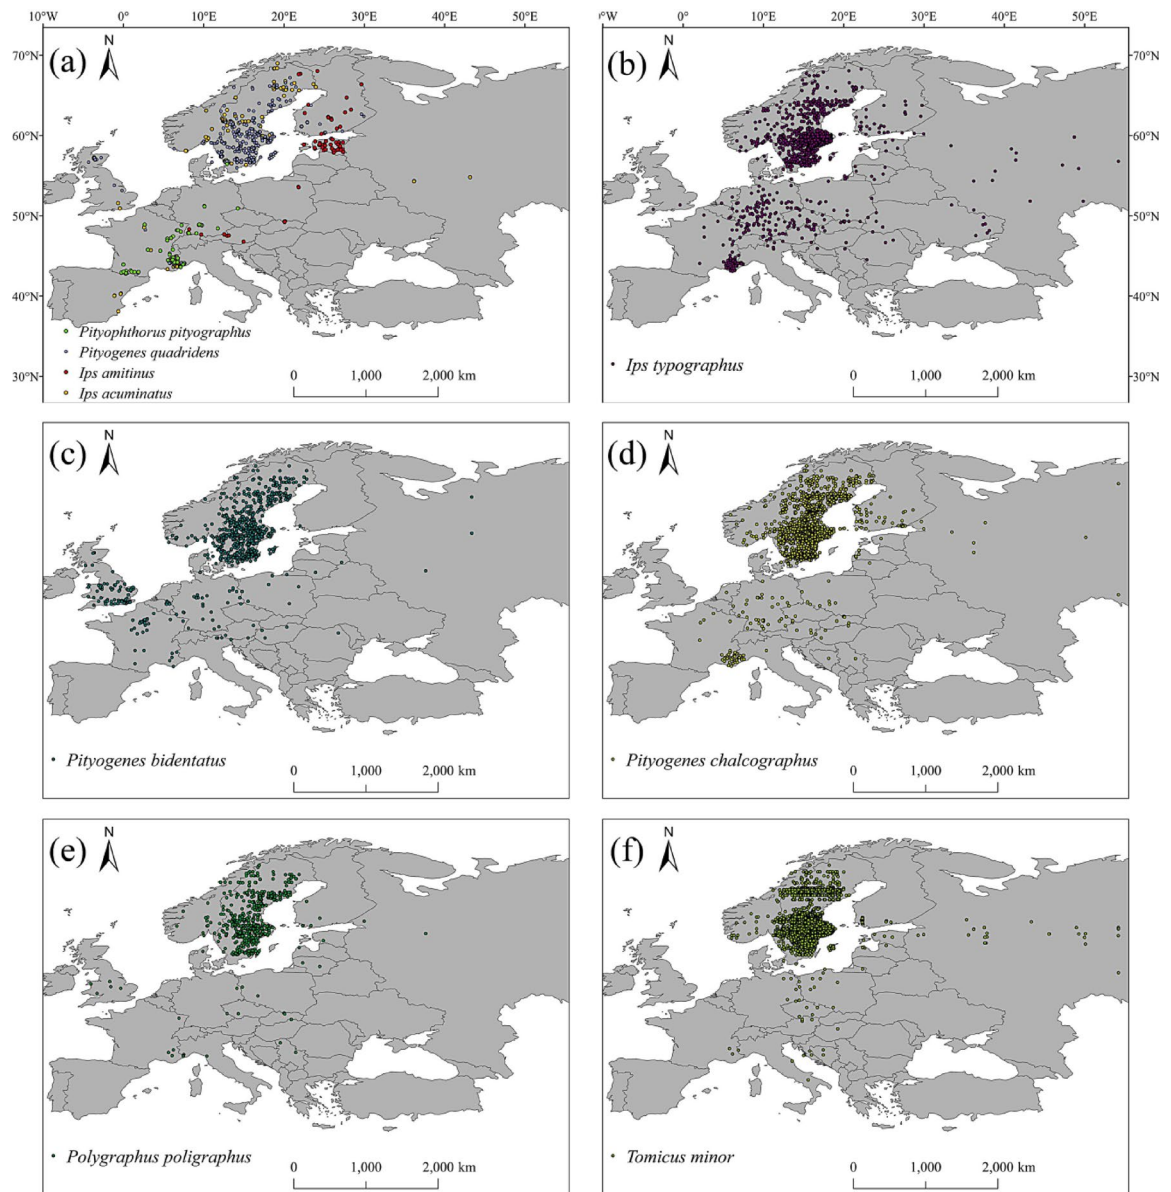 10°W 0° 10°E 20°E 30°E 40°E 50°E
10°W 0° 10°E 20°E 30°E 40°E 50°E
70°N
60°N
50°N
40°N
30°N
(a)
N
Pityophthorus pityographus
Pityogenes quadridens
Ips amitinus
Ips acuminatus
0 1,000 2,000 km
(b)
N
Ips typographus
0 1,000 2,000 km
70°N
60°N
50°N
40°N
30°N
(c)
N
Pityogenes bidentatus
0 1,000 2,000 km
(d)
N
Pityogenes chalcographus
0 1,000 2,000 km
(e)
N
Polygraphus poligraphus
0 1,000 2,000 km
(f)
N
Tomicus minor
0 1,000 2,000 km